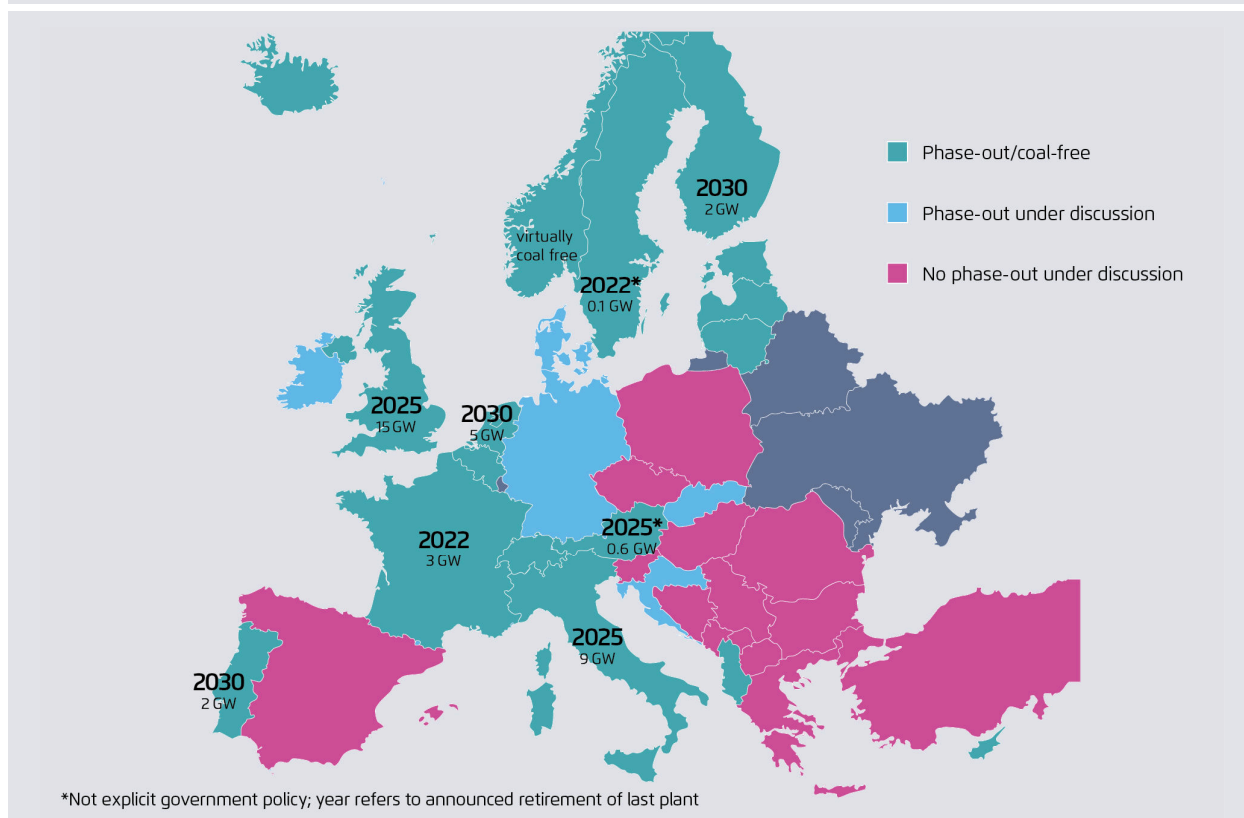 Phase-out/coal-free
Phase-out under discussion
No phase-out under discussion
2030
2 GW
virtually
coal free
2022*
0.1 GW
2025
15 GW
2030
5 GW
2022
3 GW
2025*
0.6 GW
2025
9 GW
2030
2 GW
*Not explicit government policy; year refers to announced retirement of last plant